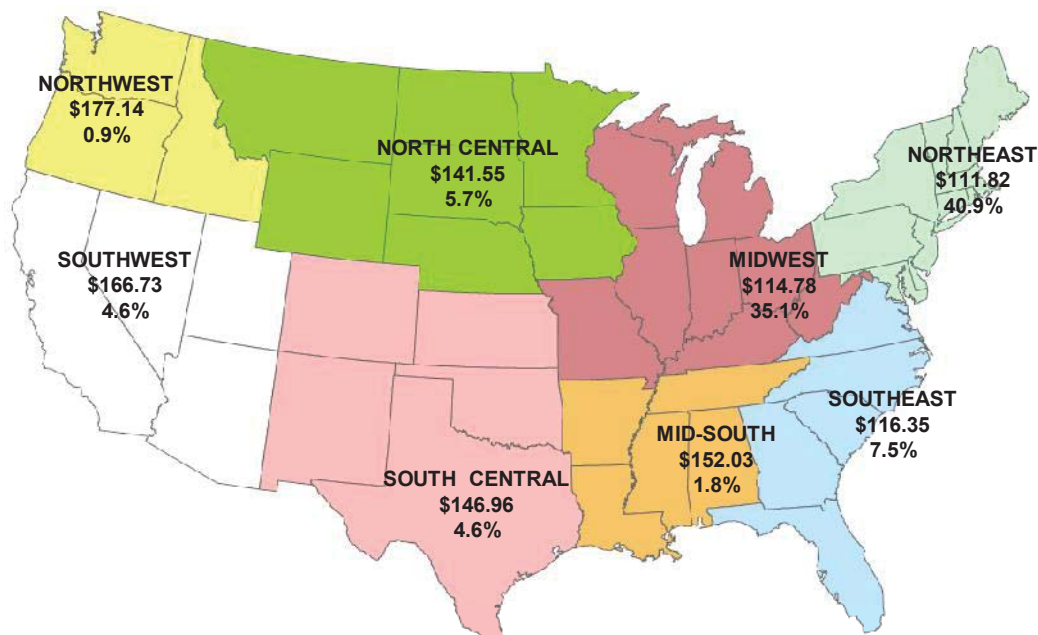 NORTHWEST
$177.14
0.9%
NORTH CENTRAL
$141.55
5.7%
NORTHEAST
$111.82
40.9%
SOUTHWEST
$166.73
4.6%
MIDWEST
$114.78
35.1%
SOUTHEAST
$116.35
7.5%
MID-SOUTH
$152.03
1.8%
SOUTH CENTRAL
$146.96
4.6%